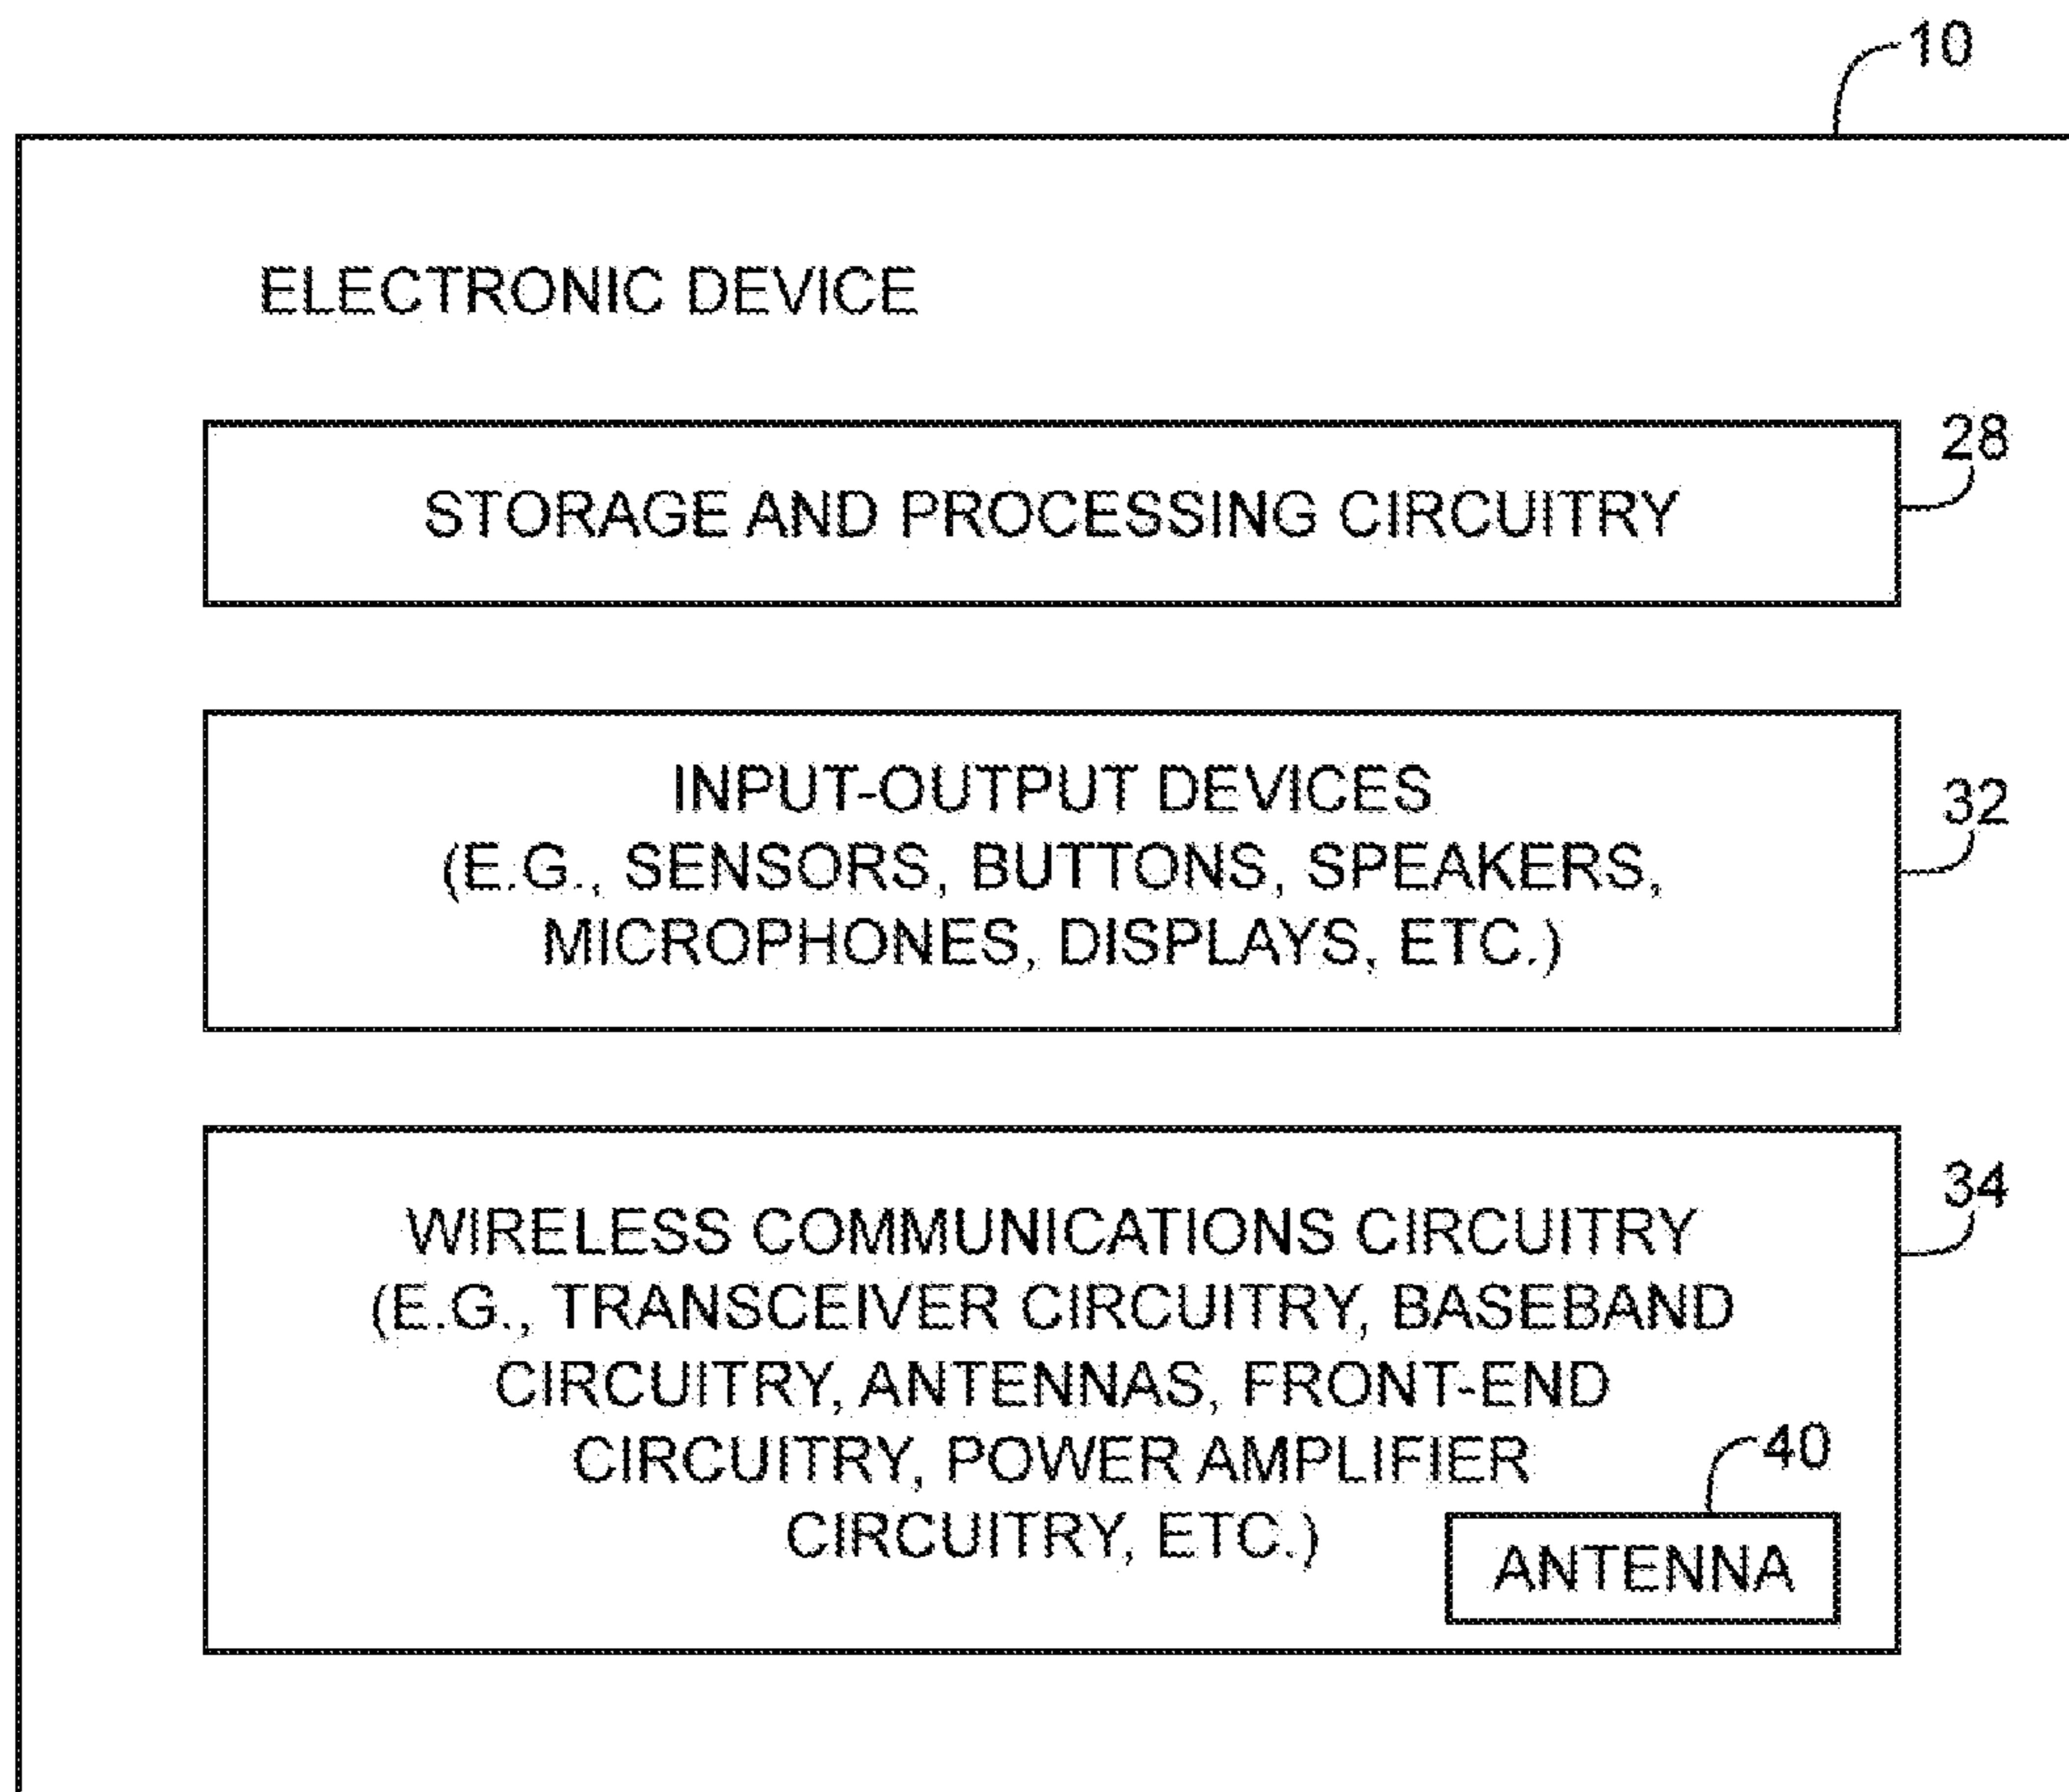 10
ELECTRONIC DEVICE
28
STORAGE AND PROCESSING CIRCUITRY
32
INPUT-OUTPUT DEVICES
(E.G., SENSORS, BUTTONS, SPEAKERS,
MICROPHONES, DISPLAYS, ETC.)
34
WIRELESS COMMUNICATIONS CIRCUITRY
(E.G., TRANSCEIVER CIRCUITRY, BASEBAND
CIRCUITRY, ANTENNAS, FRONT-END
CIRCUITRY, POWER AMPLIFIER
CIRCUITRY, ETC.)
40
ANTENNA